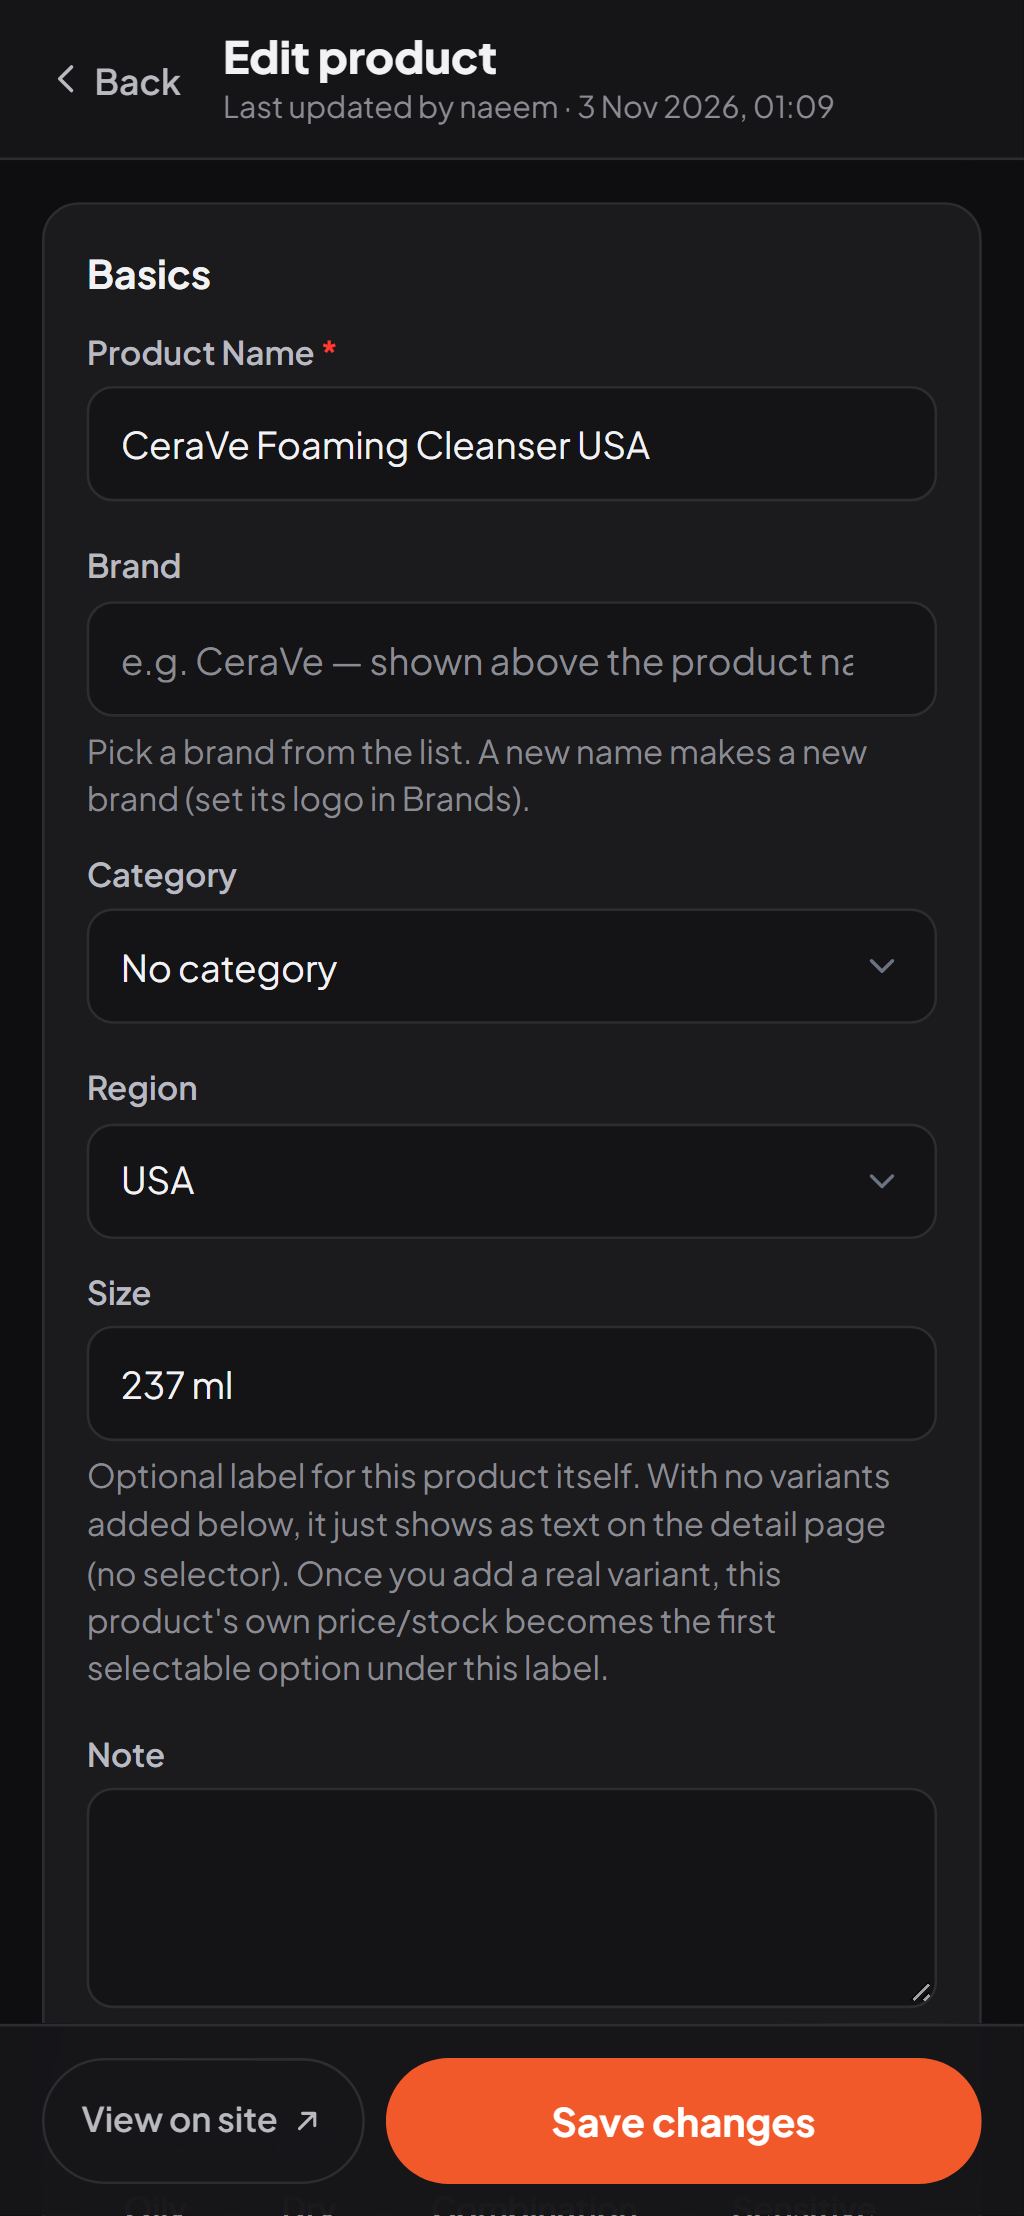 Back
Edit product
Last updated by naeem · 3 Nov 2026, 01:09
Basics
Product Name *
CeraVe Foaming Cleanser USA
Brand
e.g. CeraVe — shown above the product na
Pick a brand from the list. A new name makes a new
brand (set its logo in Brands).
Category
No category
Region
USA
Size
237 ml
Optional label for this product itself. With no variants
added below, it just shows as text on the detail page
(no selector). Once you add a real variant, this
product's own price/stock becomes the first
selectable option under this label.
Note
View on site ↗
Save changes
Oily Dry Combination Sensitive